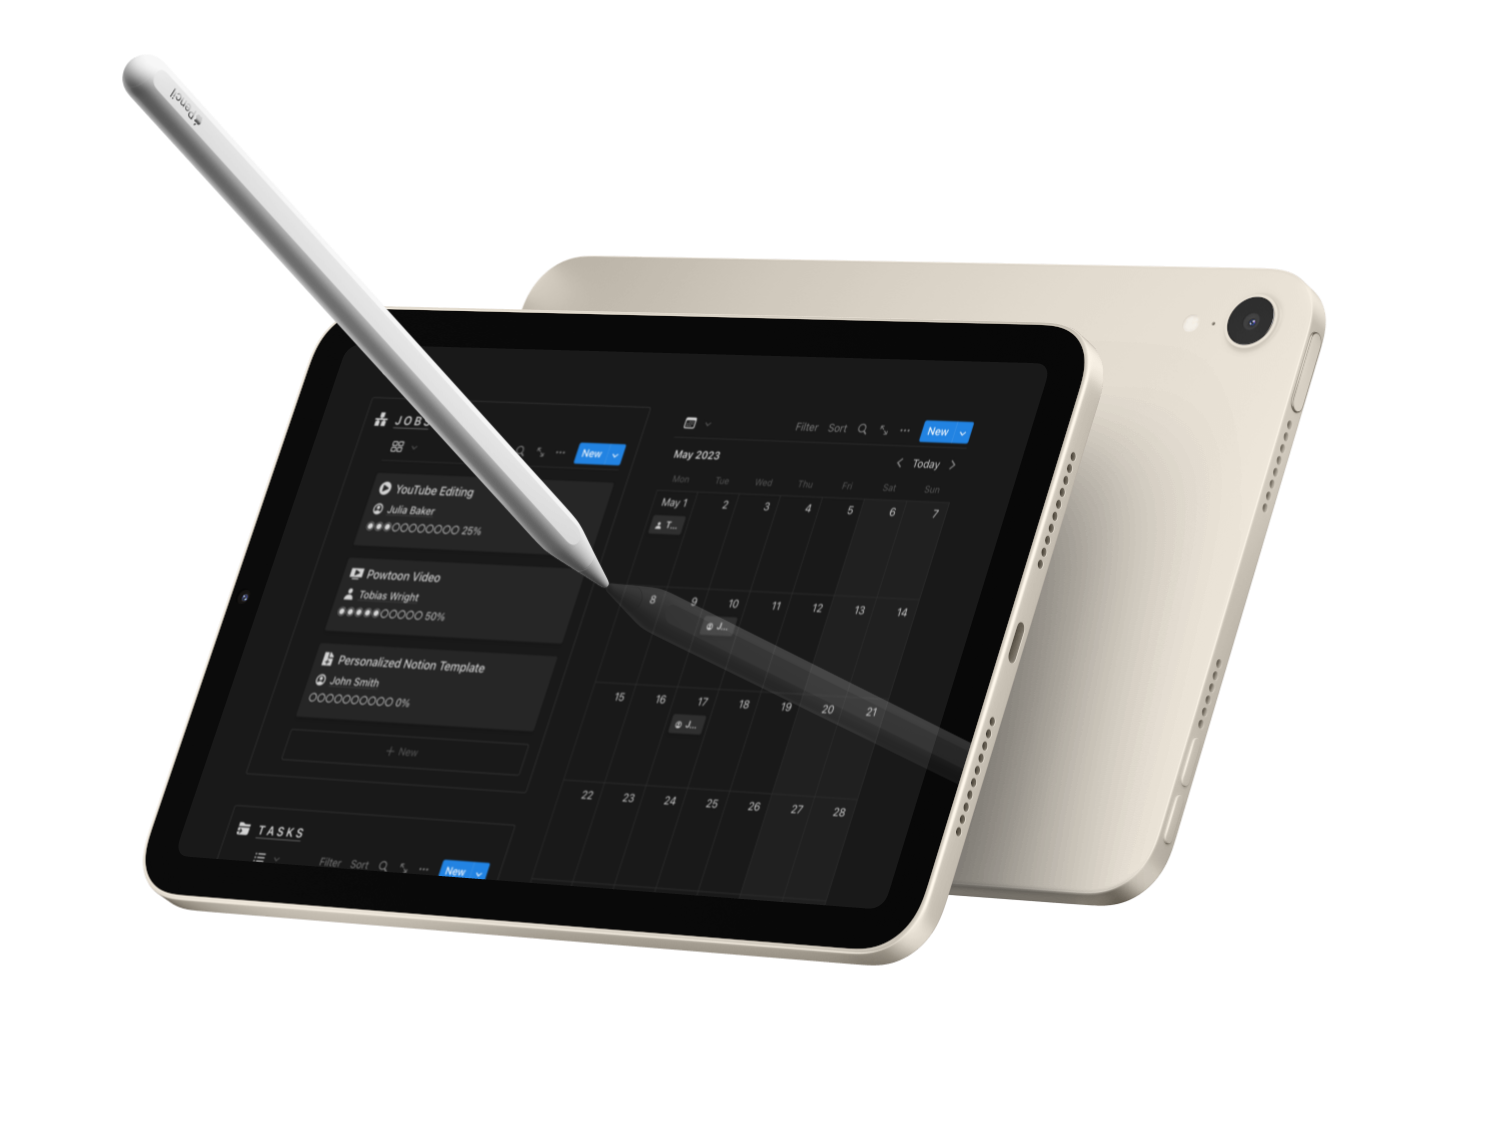 Pencil
JOBS
New
YouTube Editing
Julia Baker
25%
Powtoon Video
Tobias Wright
50%
Personalized Notion Template
John Smith
0%
+ New
TASKS
Filter Sort ... New
Filter Sort ... New
May 2023
< Today >
Mon Tue Wed Thu Fri Sat Sun
May 1 2 3 4 5 6 7
T...
8 9 10 11 12 13 14
J...
15 16 17 18 19 20 21
J...
22 23 24 25 26 27 28